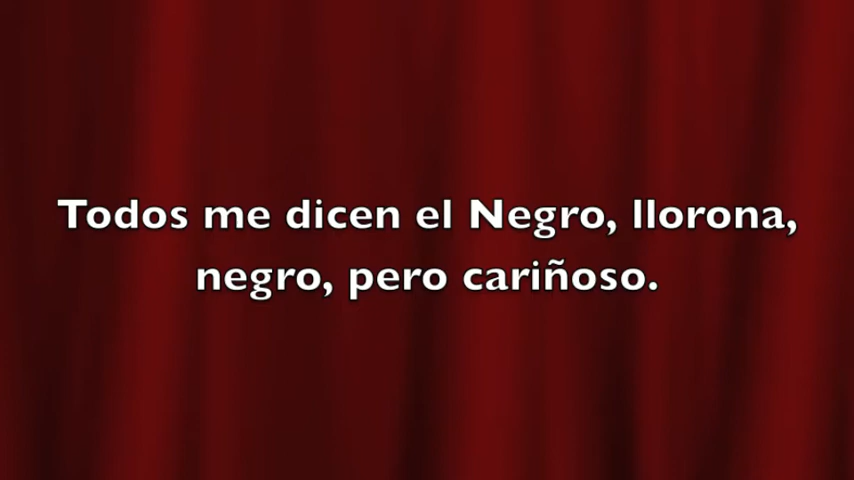 Todos me dicen el Negro, llorona,
negro, pero cariñoso.